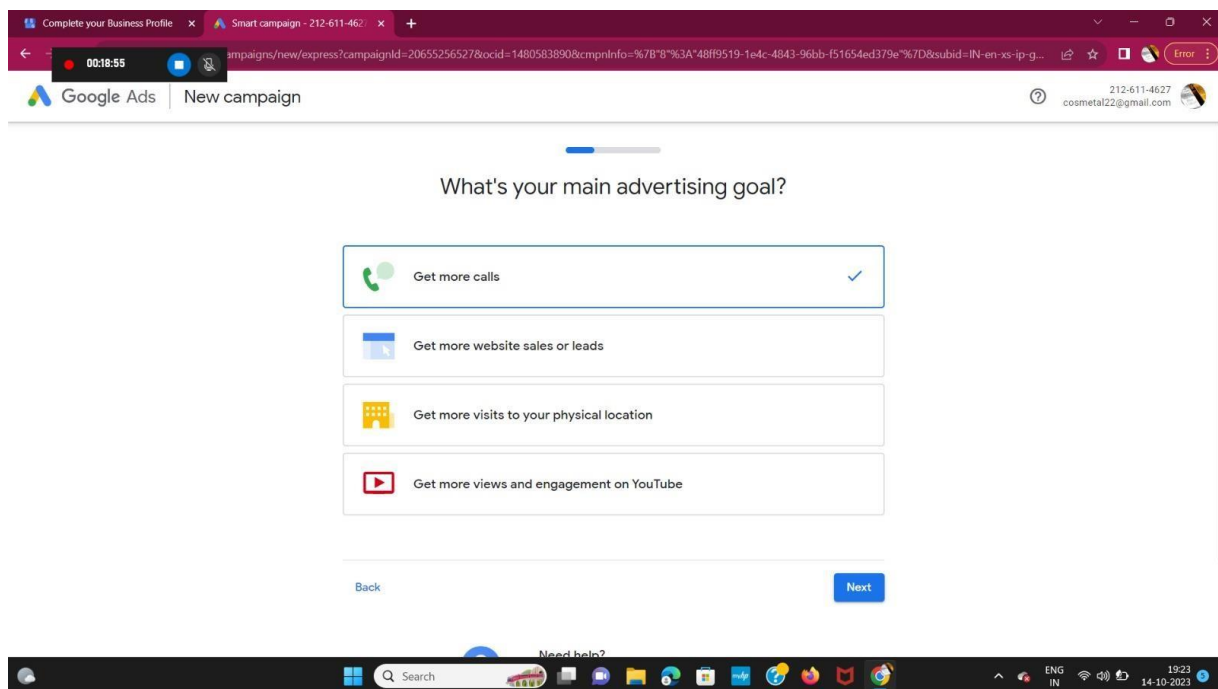 Complete your Business Profile
Smart campaign - 212-611-462
00:18:55
ampaigns/new/express?campaignId=20655256527&ocid=1480583890&cmpnInfo=%7B"8"%3A"48ff9519-1e4c-4843-96bb-f51654ed379e"%7D&subid=IN-en-xs-ip-g...
Error
Google Ads
New campaign
212-611-4627
cosmetal22@gmail.com
What's your main advertising goal?
Get more calls
Get more website sales or leads
Get more visits to your physical location
Get more views and engagement on YouTube
Back
Next
Need help?
Search
ENG
IN
19:23
14-10-2023
5